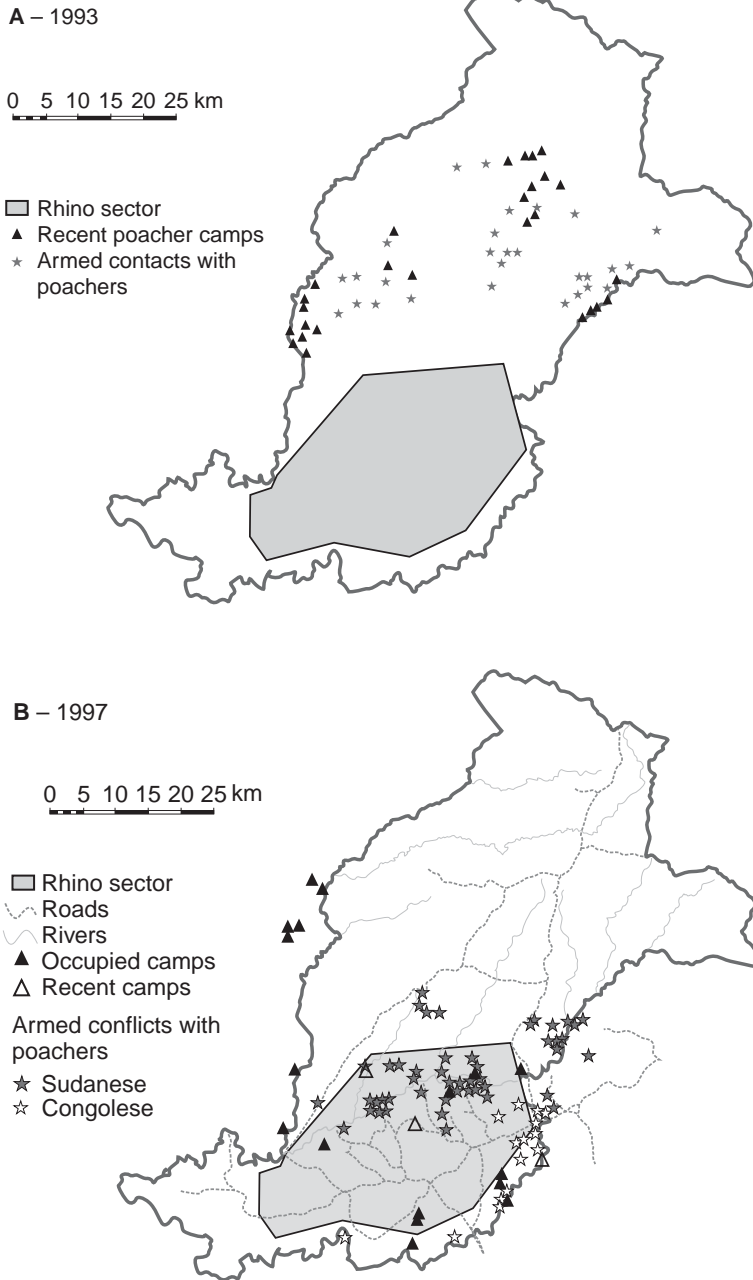 A – 1993
0 5 10 15 20 25 km
Rhino sector
Recent poacher camps
Armed contacts with
poachers
B – 1997
0 5 10 15 20 25 km
Rhino sector
Roads
Rivers
Occupied camps
Recent camps
Armed conflicts with
poachers
Sudanese
Congolese